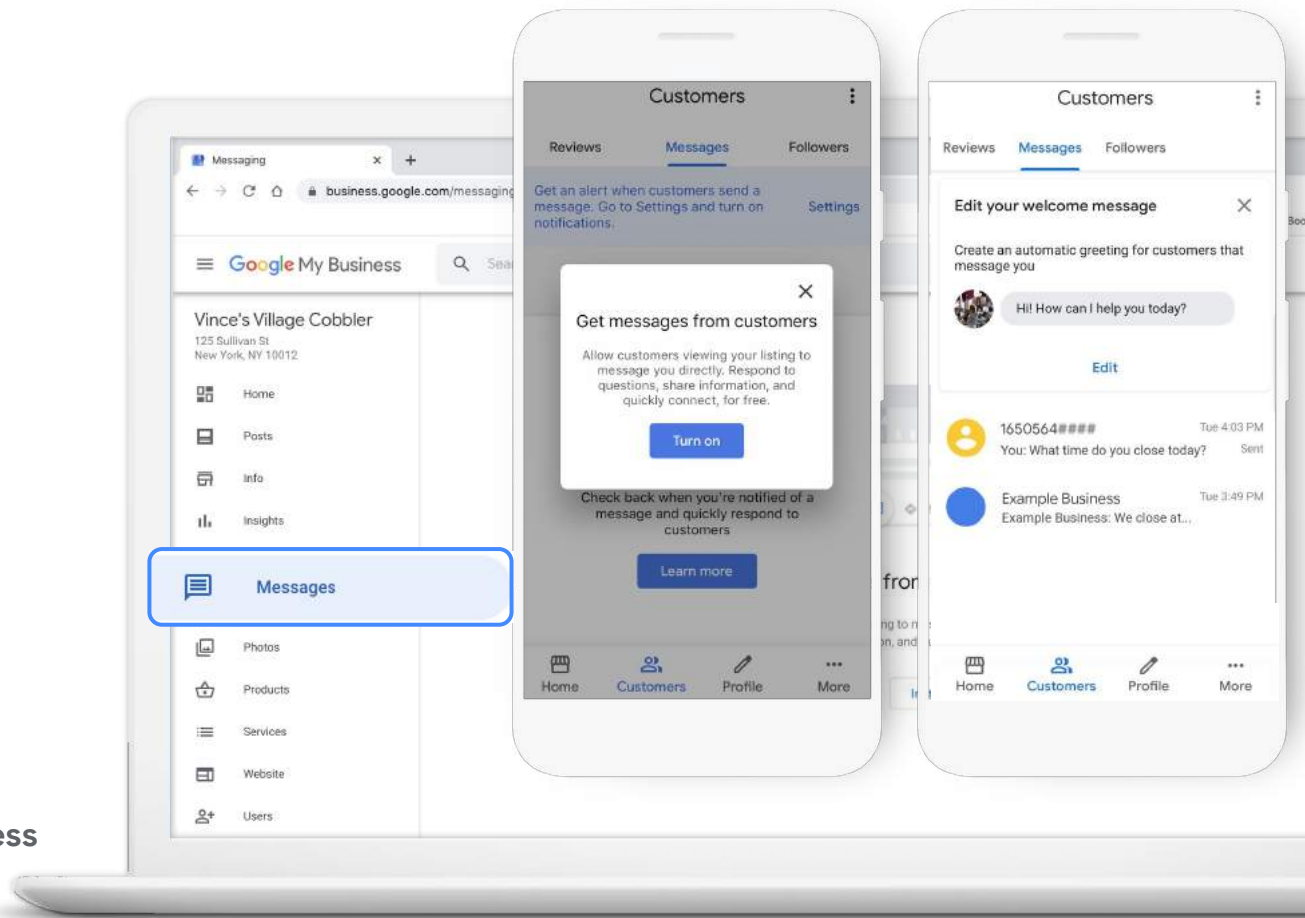 Messaging
business.google.com/messaging
Google My Business
Vince's Village Cobbler
125 Sullivan St
New York, NY 10012
Home
Posts
Info
Insights
Messages
Photos
Products
Services
Website
Users
Customers
Reviews Messages Followers
Get an alert when customers send a
message. Go to Settings and turn on
notifications.
Settings
Get messages from customers
Allow customers viewing your listing to
message you directly. Respond to
questions, share information, and
quickly connect, for free.
Turn on
Check back when you're notified of a
message and quickly respond to
customers
Learn more
Home Customers Profile More
Customers
Reviews Messages Followers
Edit your welcome message
Create an automatic greeting for customers that
message you
Hi! How can I help you today?
Edit
1650564#### Tue 4:03 PM
You: What time do you close today? Sent
Example Business Tue 3:49 PM
Example Business: We close at...
Home Customers Profile More